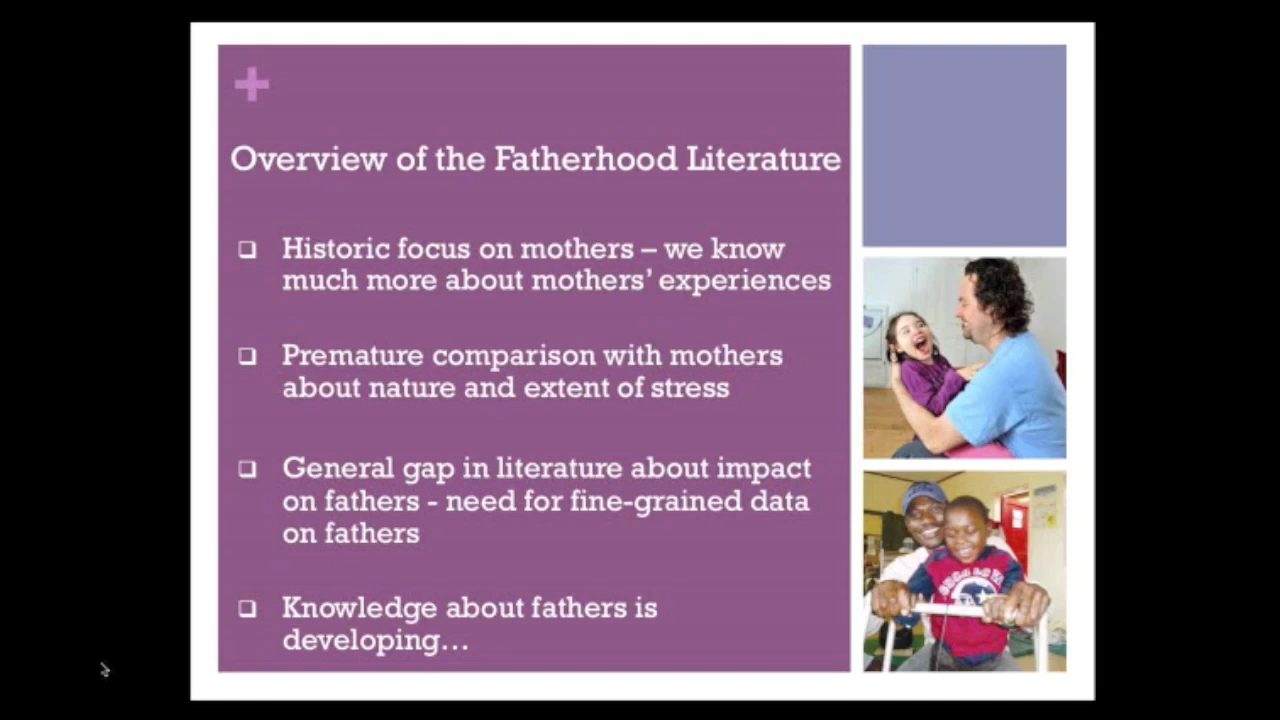 Overview of the Fatherhood Literature
❑ Historic focus on mothers – we know
much more about mothers’ experiences
❑ Premature comparison with mothers
about nature and extent of stress
❑ General gap in literature about impact
on fathers - need for fine-grained data
on fathers
❑ Knowledge about fathers is
developing…